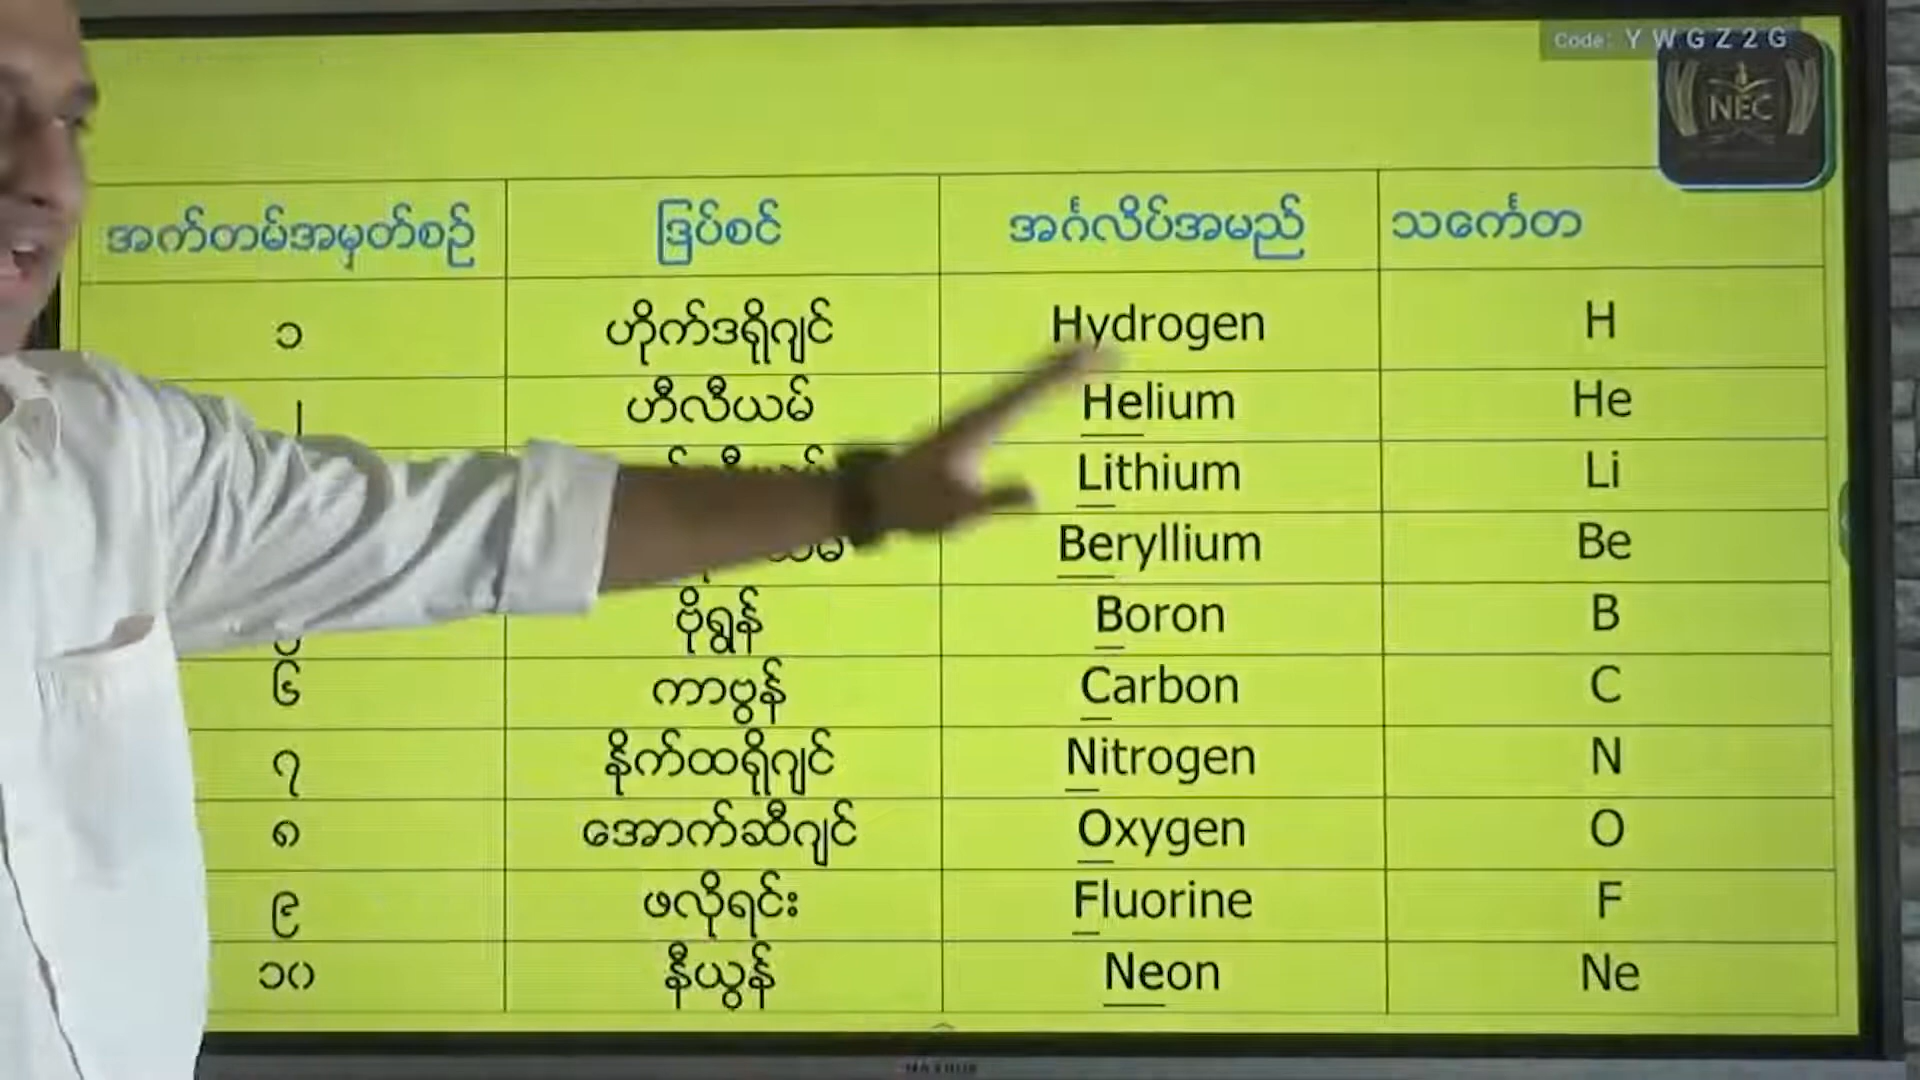 Code: YWGZ2G
NEC
အက်တမ်အမှတ်စဉ် ဒြပ်စင် အင်္ဂလိပ်အမည် သင်္ကေတ
၁ ဟိုက်ဒရိုဂျင် Hydrogen H
ဟီလီယမ် Helium He
Lithium Li
Beryllium Be
ဗိုရွန် Boron B
၆ ကာဗွန် Carbon C
၇ နိုက်ထရိုဂျင် Nitrogen N
၈ အောက်ဆီဂျင် Oxygen O
၉ ဖလိုရင်း Fluorine F
၁၀ နီယွန် Neon Ne